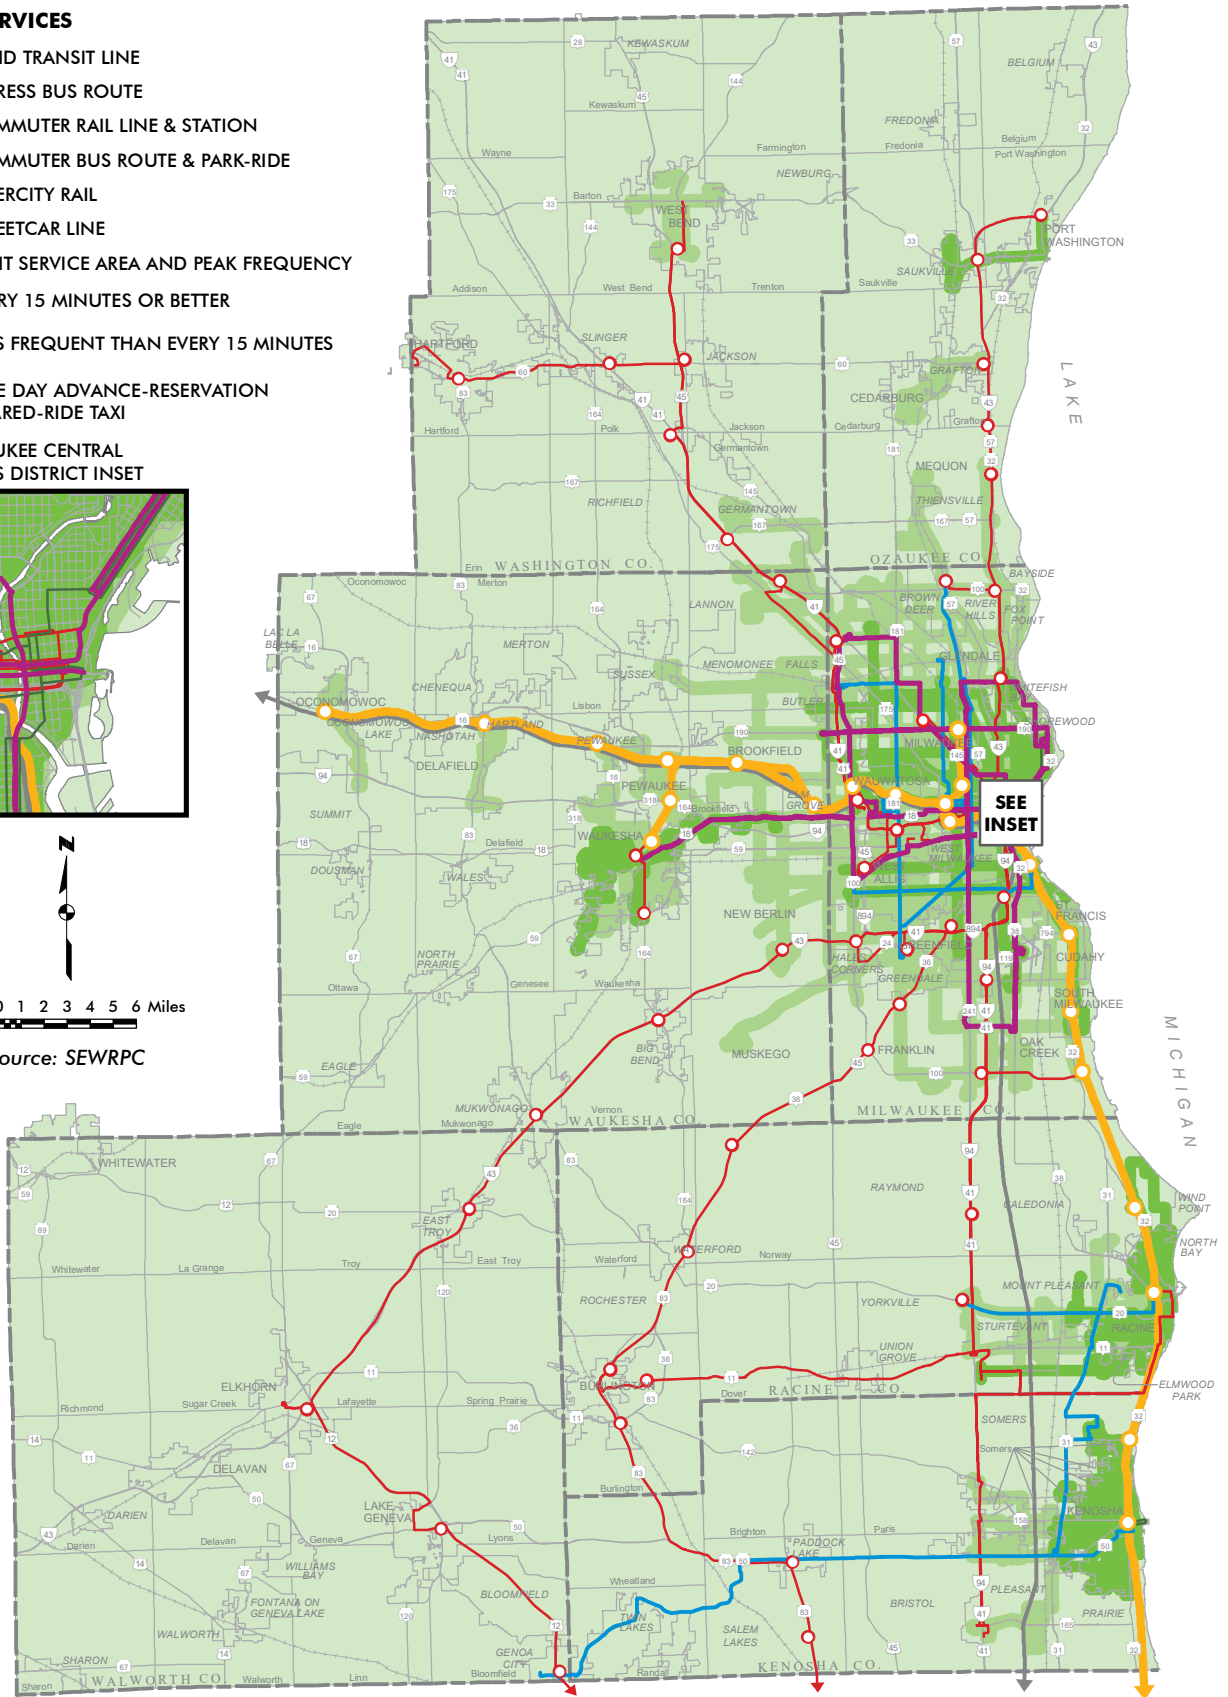 RVICES
ID TRANSIT LINE
RESS BUS ROUTE
MMUTER RAIL LINE & STATION
MMUTER BUS ROUTE & PARK-RIDE
ERCITY RAIL
EETCAR LINE
IT SERVICE AREA AND PEAK FREQUENCY
RY 15 MINUTES OR BETTER
S FREQUENT THAN EVERY 15 MINUTES
E DAY ADVANCE-RESERVATION
ARED-RIDE TAXI
UKEE CENTRAL
S DISTRICT INSET
N
0 1 2 3 4 5 6 Miles
ource: SEWRPC
KEWASKUM
BELGIUM
Kewaskum
FREDONIA
Wayne
Farmington
Fredonia
Belgium
Port Washington
NEWBURG
Barton
WEST
BEND
PORT
WASHINGTON
SAUKVILLE
Addison
West Bend
Trenton
Saukville
HARTFORD
SLINGER
JACKSON
GRAFTON
CEDARBURG
LAKE
Hartford
Polk
Jackson
Germantown
Cedarburg
Grafton
MEQUON
RICHFIELD
GERMANTOWN
THIENSVILLE
Erin
WASHINGTON CO.
OZAUKEE CO.
Oconomowoc
Merton
BAYSIDE
LANNON
BROWN
DEER
RIVER
HILLS
FOX
POINT
LAC LA
BELLE
MERTON
MENOMONEE FALLS
GLENDALE
SUSSEX
CHENEQUA
WHITEFISH
BUTLER
OCONOMOWOC
OCONOMOWOC
LAKE
NASHOTAH
HARTLAND
Lisbon
SHOREWOOD
PEWAUKEE
BROOKFIELD
MILWAUKEE
DELAFIELD
PEWAUKEE
ELM
GROVE
WAUWATOSA
Brookfield
SEE
INSET
SUMMIT
WAUKESHA
Delafield
WEST
MILWAUKEE
DOUSMAN
WALES
WEST
ALLIS
NEW BERLIN
ST.
FRANCIS
NORTH
PRAIRIE
HALES
CORNERS
GREENFIELD
CUDAHY
Ottawa
Genesee
Waukesha
GREENDALE
SOUTH
MILWAUKEE
MICHIGAN
BIG
BEND
MUSKEGO
FRANKLIN
OAK
CREEK
EAGLE
MUKWONAGO
Vernon
WAUKESHA CO.
MILWAUKEE CO.
Eagle
Mukwonago
WHITEWATER
RAYMOND
CALEDONIA
WIND
POINT
EAST
TROY
WATERFORD
NORTH
BAY
Whitewater
La Grange
Troy
East Troy
Waterford
Norway
ROCHESTER
YORKVILLE
MOUNT PLEASANT
STURTEVANT
RACINE
UNION
GROVE
ELKHORN
BURLINGTON
Dover
RACINE CO.
ELMWOOD
PARK
Richmond
Sugar Creek
Lafayette
Spring Prairie
SOMERS
Somers
DELAVAN
Burlington
LAKE
GENEVA
KENOSHA
DARIEN
Darien
Delavan
Geneva
Lyons
Brighton
Paris
PADDOCK
LAKE
WILLIAMS
BAY
Wheatland
BLOOMFIELD
BRISTOL
PLEASANT
PRAIRIE
FONTANA ON
GENEVA LAKE
TWIN
LAKES
SALEM
LAKES
WALWORTH
GENOA
CITY
SHARON
Sharon
WALWORTH CO.
Walworth
Linn
Bloomfield
Randall
KENOSHA CO.